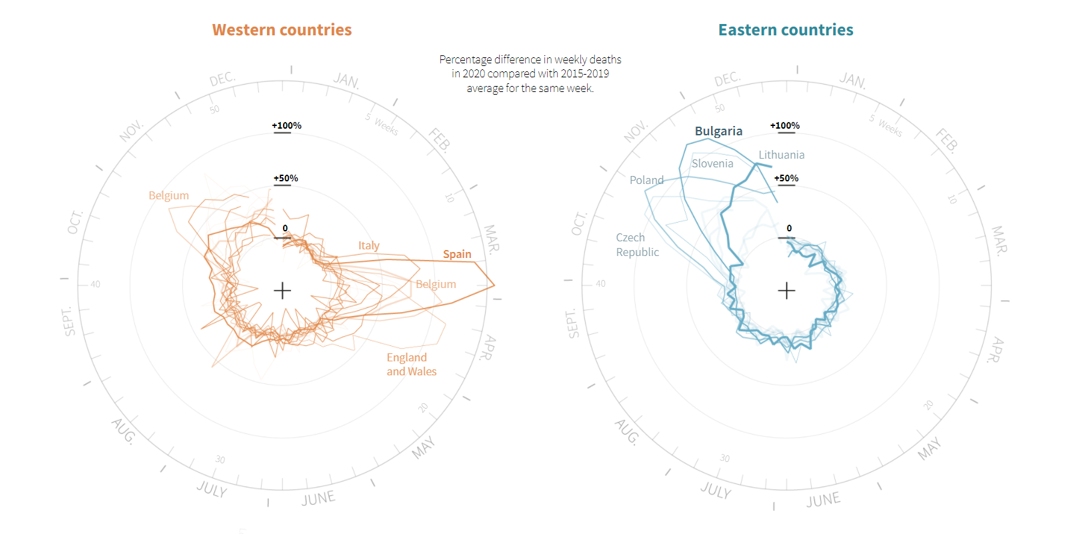 Western countries
Eastern countries
Percentage difference in weekly deaths
in 2020 compared with 2015-2019
average for the same week.
DEC.
JAN.
NOV.
FEB.
50
5 Weeks
+100%
10
Belgium
+50%
OCT.
MAR.
0
Italy
Spain
40
Belgium
SEPT.
APR.
England
and Wales
20
AUG.
MAY
30
JULY
JUNE
DEC.
JAN.
NOV.
FEB.
50
5 Weeks
+100%
Bulgaria
Lithuania
Slovenia
Poland
+50%
10
OCT.
MAR.
0
Czech
Republic
40
SEPT.
APR.
20
AUG.
MAY
30
JULY
JUNE